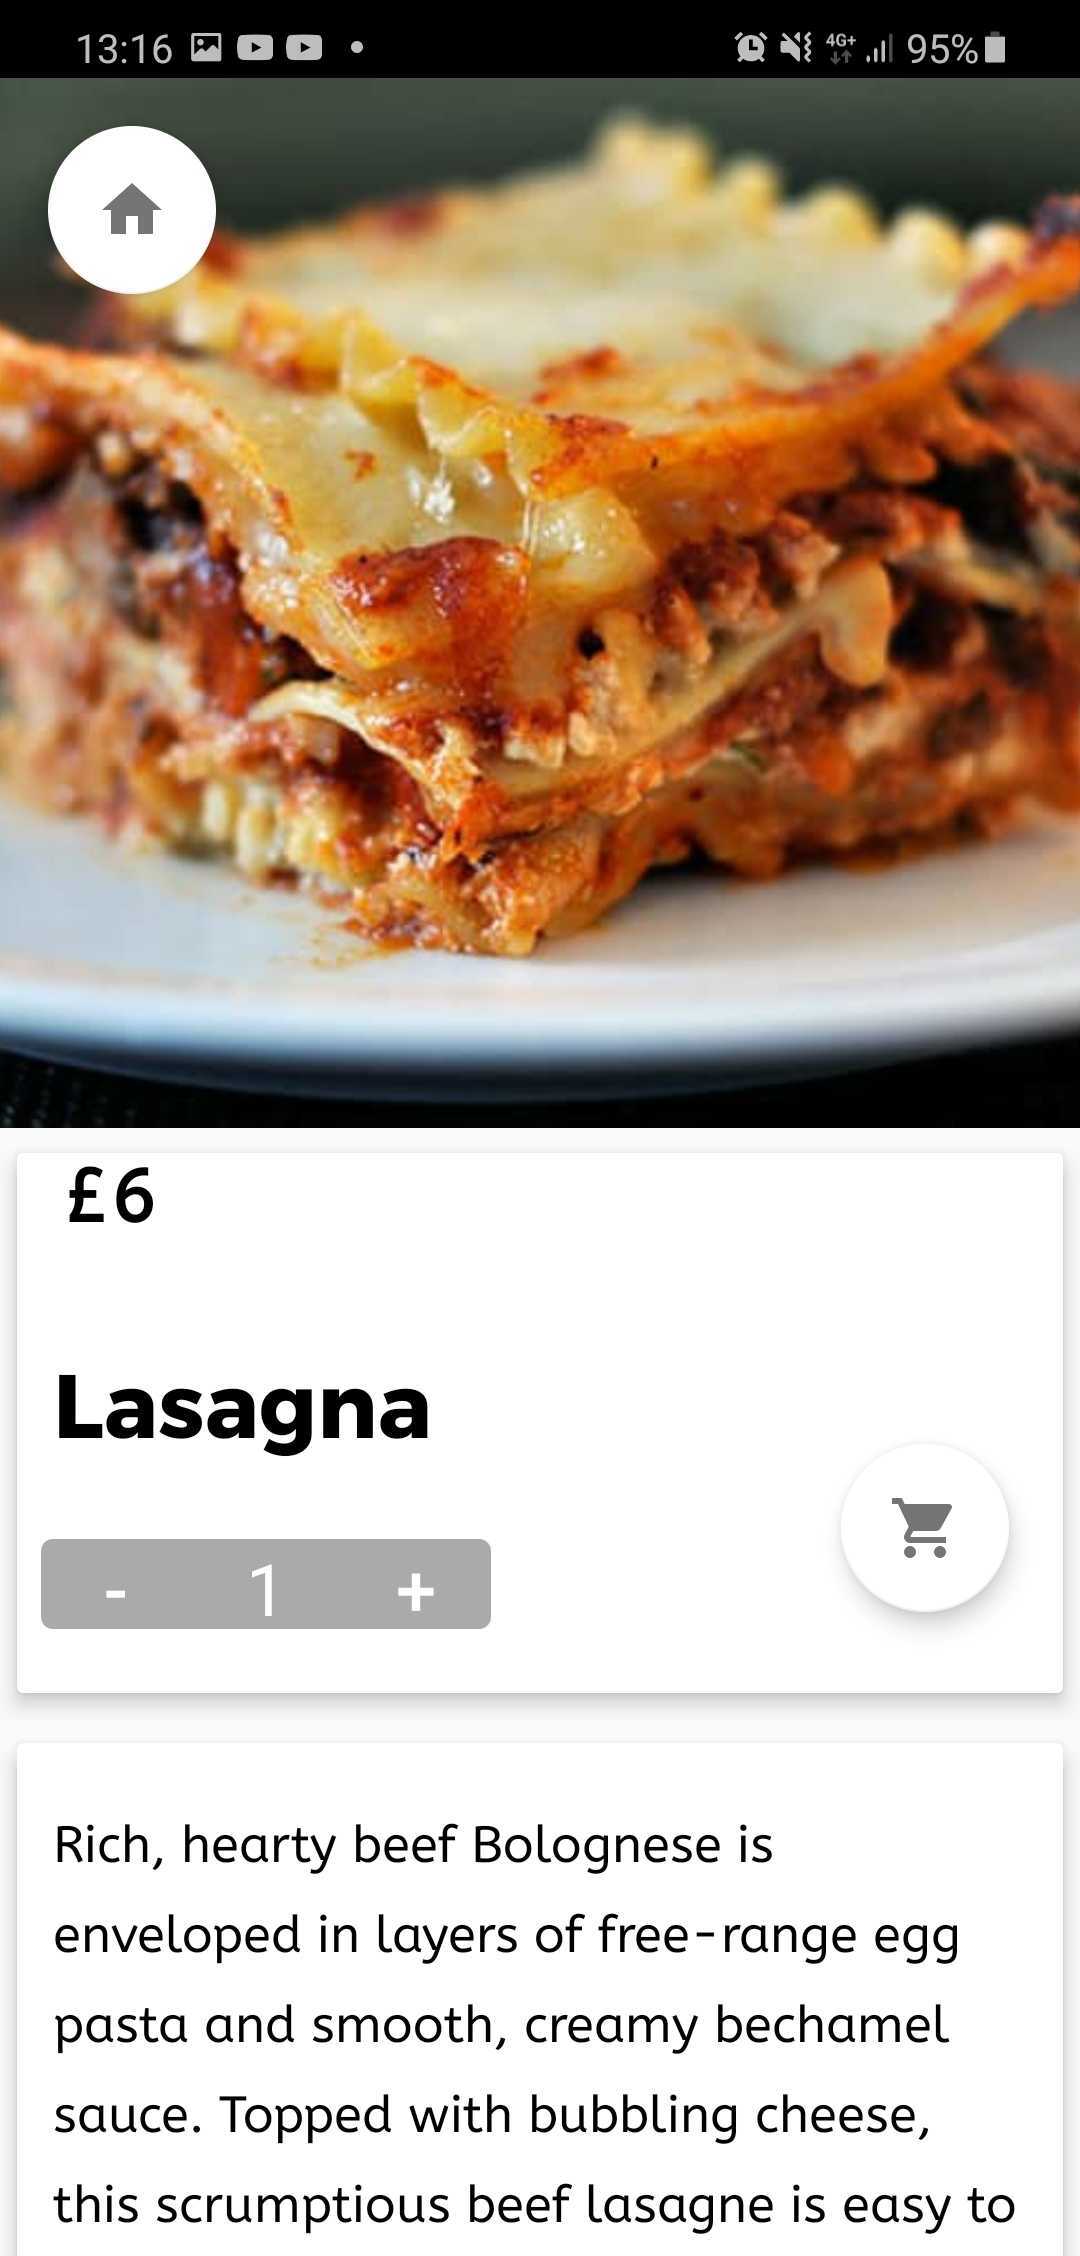 13:16
4G+
95%
£6
Lasagna
- 1 +
Rich, hearty beef Bolognese is
enveloped in layers of free-range egg
pasta and smooth, creamy bechamel
sauce. Topped with bubbling cheese,
this scrumptious beef lasagne is easy to